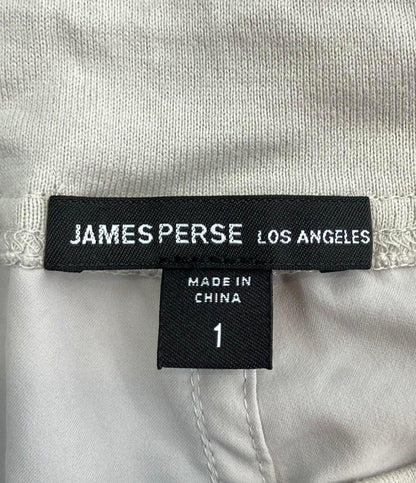 JAMES PERSE LOS ANGELES
MADE IN
CHINA
1